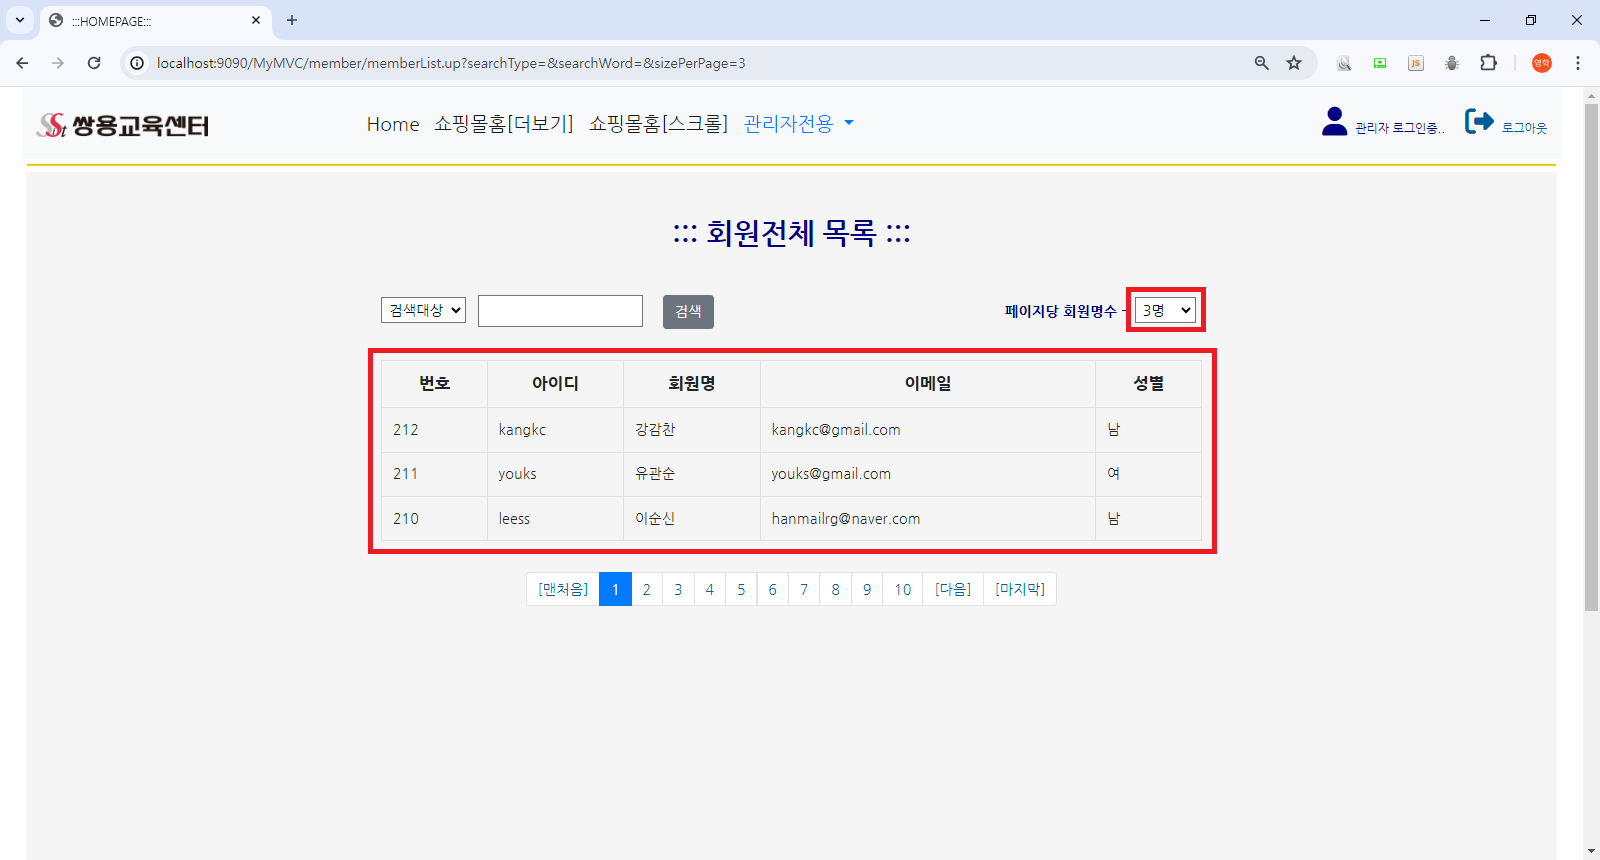 :::HOMEPAGE:::
localhost:9090/MyMVC/member/memberList.up?searchType=&searchWord=&sizePerPage=3
JS
영학
SSt 쌍용교육센터
Home 쇼핑몰홈[더보기] 쇼핑몰홈[스크롤] 관리자전용
관리자 로그인중.. 로그아웃
::: 회원전체 목록 :::
검색대상 검색 페이지당 회원명수 - 3명
번호 아이디 회원명 이메일 성별
212 kangkc 강감찬 kangkc@gmail.com 남
211 youks 유관순 youks@gmail.com 여
210 leess 이순신 hanmailrg@naver.com 남
[맨처음] 1 2 3 4 5 6 7 8 9 10 [다음] [마지막]